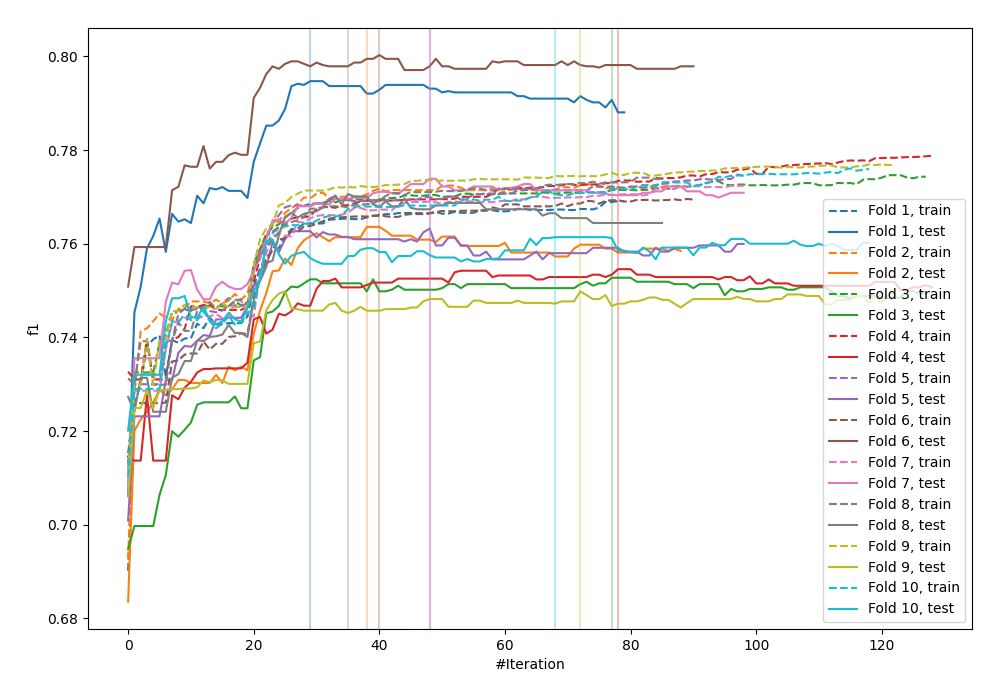 0.80
0.78
0.76
0.74
0.72
0.70
0.68
f1
0
20
40
60
80
100
120
#Iteration
Fold 1, train
Fold 1, test
Fold 2, train
Fold 2, test
Fold 3, train
Fold 3, test
Fold 4, train
Fold 4, test
Fold 5, train
Fold 5, test
Fold 6, train
Fold 6, test
Fold 7, train
Fold 7, test
Fold 8, train
Fold 8, test
Fold 9, train
Fold 9, test
Fold 10, train
Fold 10, test